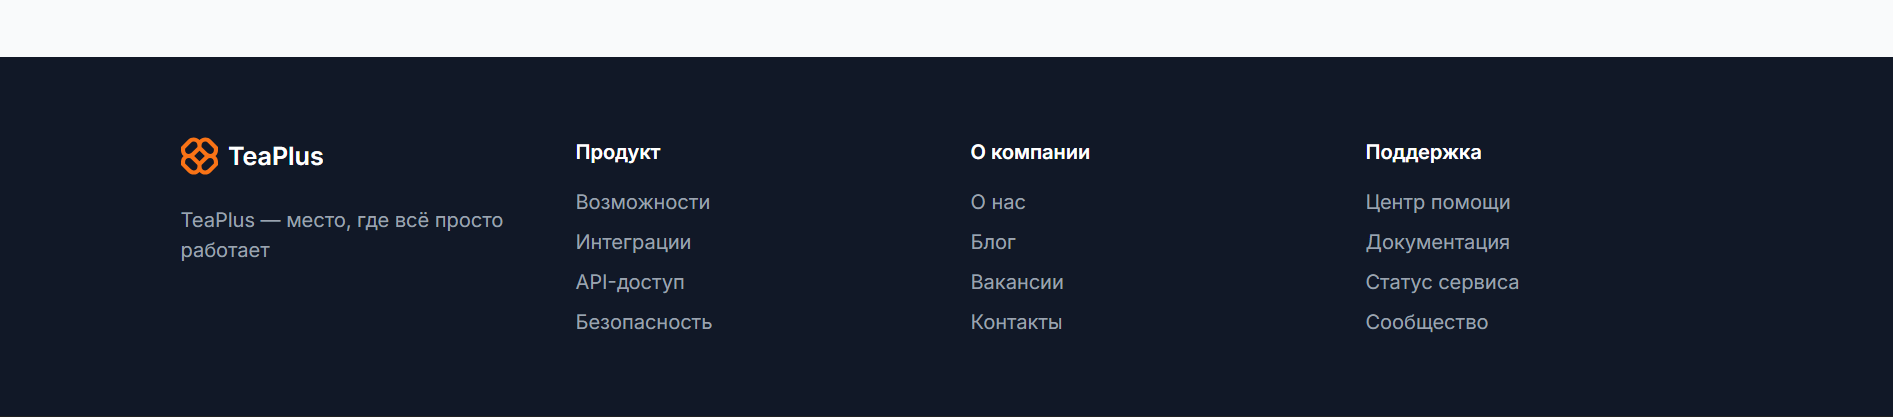 TeaPlus
TeaPlus — место, где всё просто
работает
Продукт
Возможности
Интеграции
API-доступ
Безопасность
О компании
О нас
Блог
Вакансии
Контакты
Поддержка
Центр помощи
Документация
Статус сервиса
Сообщество